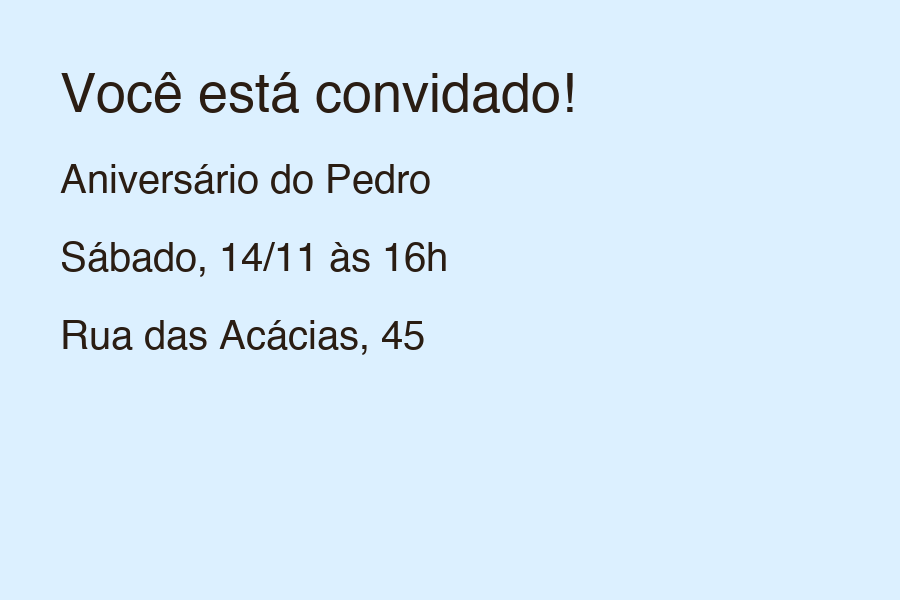 Você está convidado!
Aniversário do Pedro
Sábado, 14/11 às 16h
Rua das Acácias, 45